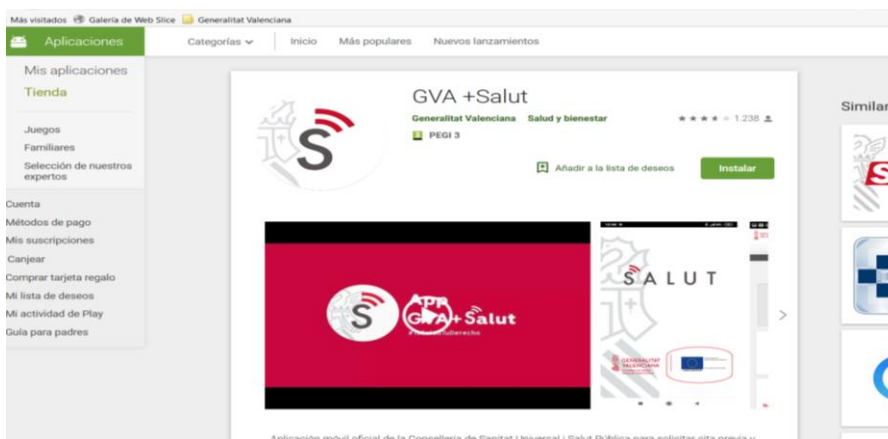 Más visitados Galería de Web Slice Generalitat Valenciana
Aplicaciones
Categorías Inicio Más populares Nuevos lanzamientos
Mis aplicaciones
Tienda
Juegos
Familiares
Selección de nuestros
expertos
Cuenta
Métodos de pago
Mis suscripciones
Canjear
Comprar tarjeta regalo
Mi lista de deseos
Mi actividad de Play
Guía para padres
GVA +Salut
Generalitat Valenciana Salud y bienestar 1.238
PEGI 3
Añadir a la lista de deseos Instalar
S
App
GVA+Salut
SALUT
GENERALITAT
VALENCIANA
Similar
S
Aplicación móvil oficial de la Conselleria de Sanitat Universal i Salut Pública para solicitar cita previa y